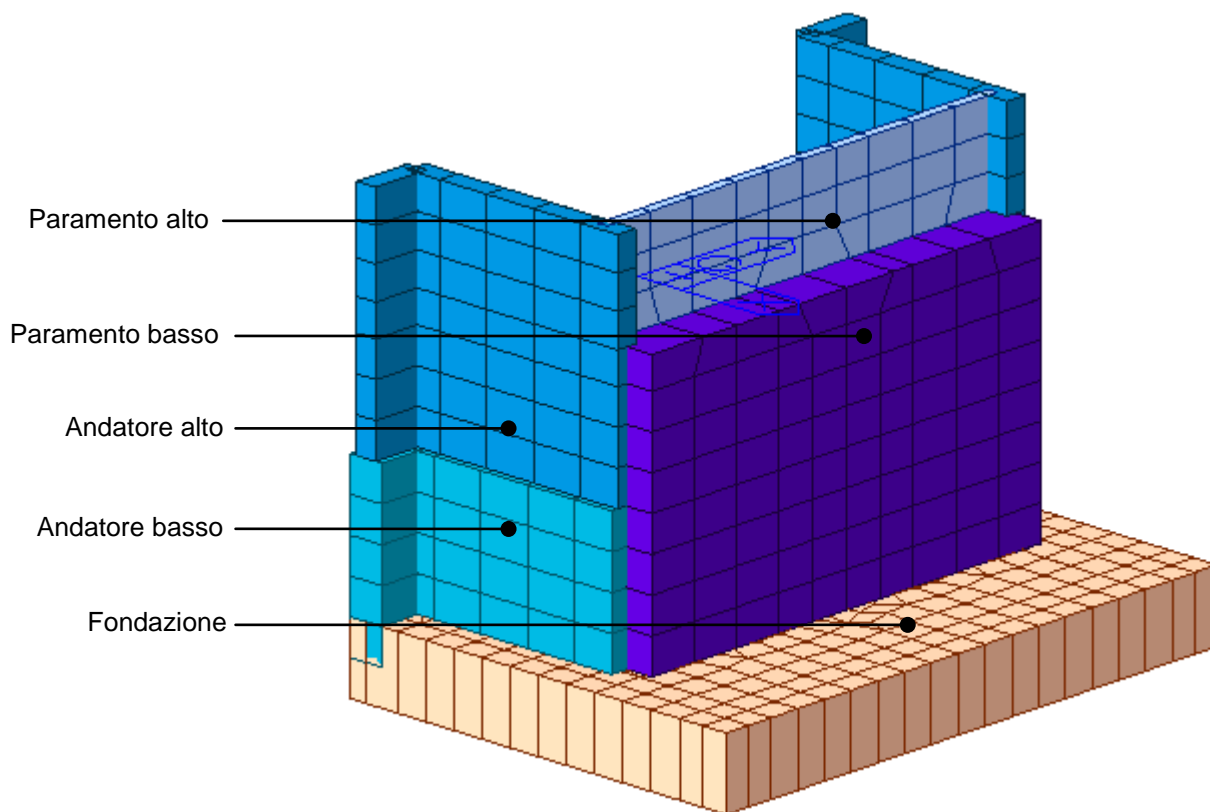 Paramento alto
Paramento basso
Andatore alto
Andatore basso
Fondazione